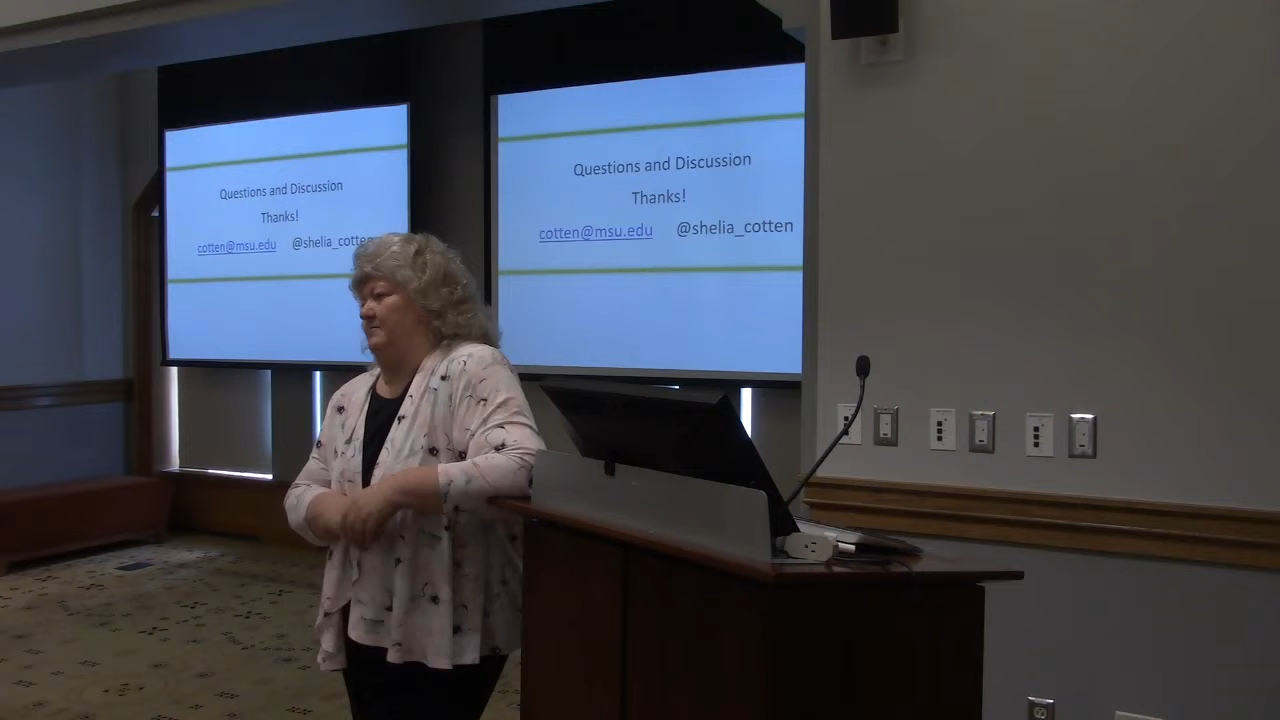 Questions and Discussion
Thanks!
cotten@msu.edu @shelia_cotten
Questions and Discussion
Thanks!
cotten@msu.edu @shelia_cotten